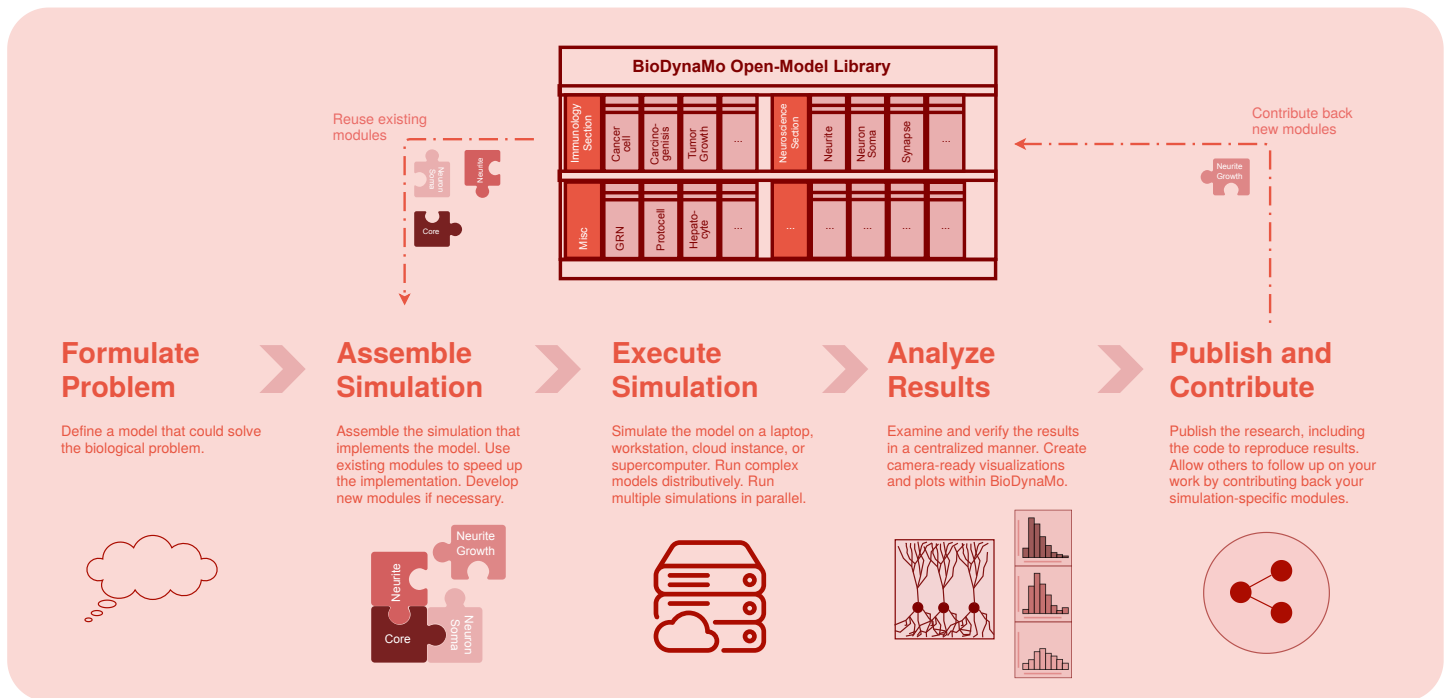 BioDynaMo Open-Model Library
Immunology
Section
Cancer
cell
Carcino-
genisis
Tumor
Growth
...
Neuroscience
Section
Neurite
Neuron
Soma
Synapse
...
Misc
GRN
Protocell
Hepato-
cyte
...
...
...
...
...
...
Reuse existing
modules
Neuron
Soma
Neurite
Core
Contribute back
new modules
Neurite
Growth
Formulate
Problem
Define a model that could solve
the biological problem.
Assemble
Simulation
Assemble the simulation that
implements the model. Use
existing modules to speed up
the implementation. Develop
new modules if necessary.
Neurite
Growth
Neurite
Core
Neuron
Soma
Execute
Simulation
Simulate the model on a laptop,
workstation, cloud instance, or
supercomputer. Run complex
models distributively. Run
multiple simulations in parallel.
Analyze
Results
Examine and verify the results
in a centralized manner. Create
camera-ready visualizations
and plots within BioDynaMo.
Publish and
Contribute
Publish the research, including
the code to reproduce results.
Allow others to follow up on your
work by contributing back your
simulation-specific modules.